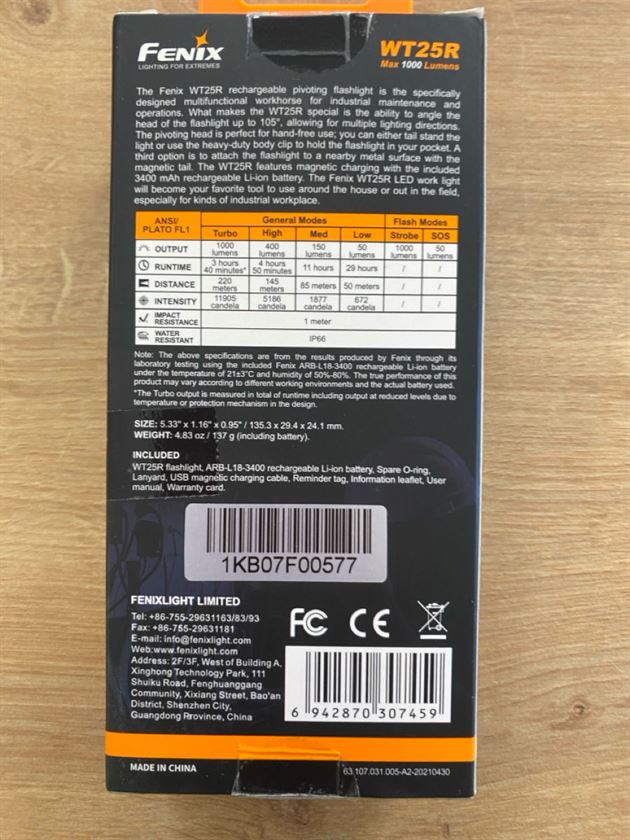 FENIX
LIGHTING FOR EXTREMES
WT25R
Max 1000 Lumens
The Fenix WT25R rechargeable pivoting flashlight is the specifically
designed multifunctional workhorse for industrial maintenance and
operations. What makes the WT25R special is the ability to angle the
head of the flashlight up to 105°, allowing for multiple lighting directions.
The pivoting head is perfect for hand-free use; you can either tail stand the
light or use the heavy-duty body clip to hold the flashlight in your pocket. A
third option is to attach the flashlight to a nearby metal surface with the
magnetic tail. The WT25R features magnetic charging with the included
3400 mAh rechargeable Li-ion battery. The Fenix WT25R LED work light
will become your favorite tool to use around the house or out in the field,
especially for kinds of industrial workplace.
ANSI/
PLATO FL1
General Modes
Flash Modes
Turbo High Med Low Strobe SOS
OUTPUT 1000 lumens 400 lumens 150 lumens 50 lumens 1000 lumens 50 lumens
RUNTIME 3 hours 40 minutes* 4 hours 50 minutes 11 hours 29 hours / /
DISTANCE 220 meters 145 meters 85 meters 50 meters / /
INTENSITY 11905 candela 5186 candela 1877 candela 672 candela / /
IMPACT RESISTANCE 1 meter
WATER RESISTANT IP66
Note: The above specifications are from the results produced by Fenix through its
laboratory testing using the included Fenix ARB-L18-3400 rechargeable Li-ion battery
under the temperature of 21±3°C and humidity of 50%-80%. The true performance of this
product may vary according to different working environments and the actual battery used.
*The Turbo output is measured in total of runtime including output at reduced levels due to
temperature or protection mechanism in the design.
SIZE: 5.33" x 1.16" x 0.95" / 135.3 x 29.4 x 24.1 mm.
WEIGHT: 4.83 oz / 137 g (including battery).
INCLUDED
WT25R flashlight, ARB-L18-3400 rechargeable Li-ion battery, Spare O-ring,
Lanyard, USB magnetic charging cable, Reminder tag, Information leaflet, User
manual, Warranty card.
1KB07F00577
FENIXLIGHT LIMITED
Tel: +86-755-29631163/83/93
Fax: +86-755-29631181
E-mail: info@fenixlight.com
Web:www.fenixlight.com
Address: 2F/3F, West of Building A,
Xinghong Technology Park, 111
Shuiku Road, Fenghuanggang
Community, Xixiang Street, Bao'an
District, Shenzhen City,
Guangdong Province, China
FC CE
6 942870 307459
MADE IN CHINA
63.107.031.005-A2-20210430